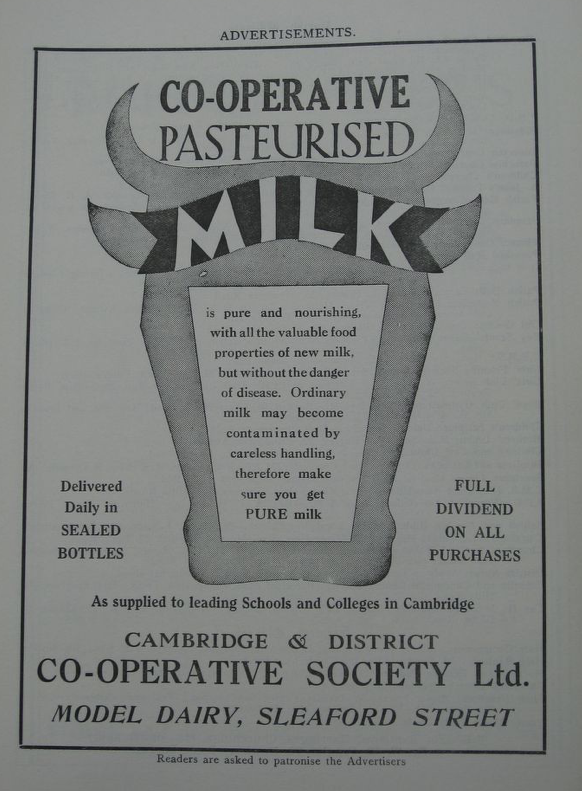 ADVERTISEMENTS.
CO-OPERATIVE
PASTEURISED
MILK
is pure and nourishing,
with all the valuable food
properties of new milk,
but without the danger
of disease. Ordinary
milk may become
contaminated by
careless handling,
therefore make
sure you get
PURE milk
Delivered
Daily in
SEALED
BOTTLES
FULL
DIVIDEND
ON ALL
PURCHASES
As supplied to leading Schools and Colleges in Cambridge
CAMBRIDGE & DISTRICT
CO-OPERATIVE SOCIETY Ltd.
MODEL DAIRY, SLEAFORD STREET
Readers are asked to patronise the Advertisers